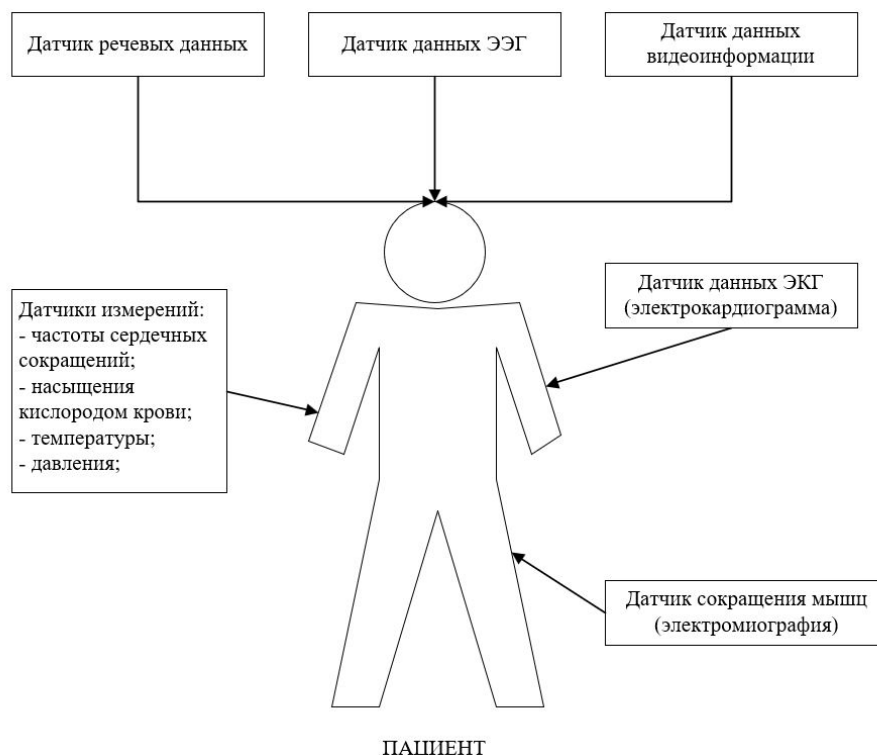 Датчик речевых данных
Датчик данных ЭЭГ
Датчик данных
видеоинформации
Датчик данных ЭКГ
(электрокардиограмма)
Датчики измерений:
- частоты сердечных
сокращений;
- насыщения
кислородом крови;
- температуры;
- давления;
Датчик сокращения мышц
(электромиография)
ПАЦИЕНТ